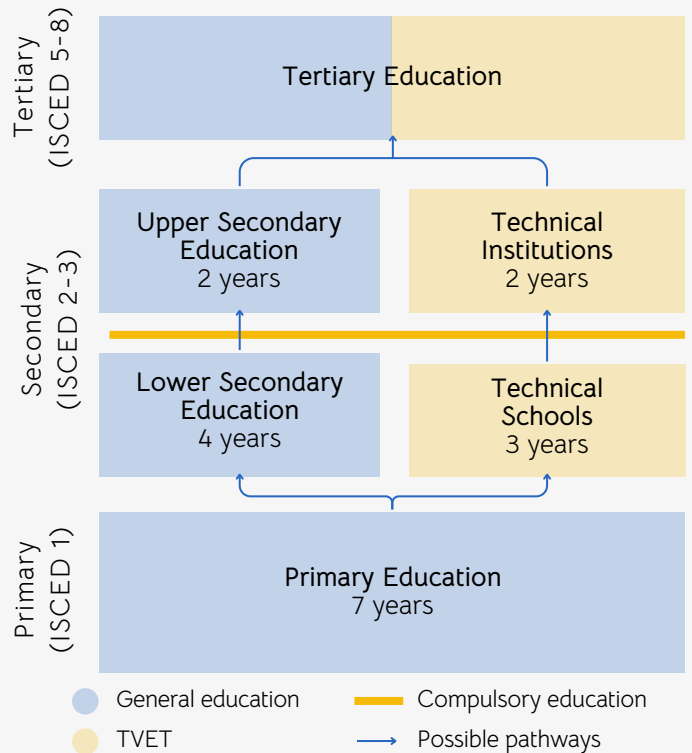 Tertiary
(ISCED 5-8)
Tertiary Education
Secondary
(ISCED 2-3)
Upper Secondary
Education
2 years
Technical
Institutions
2 years
Lower Secondary
Education
4 years
Technical
Schools
3 years
Primary
(ISCED 1)
Primary Education
7 years
General education
Compulsory education
TVET
Possible pathways